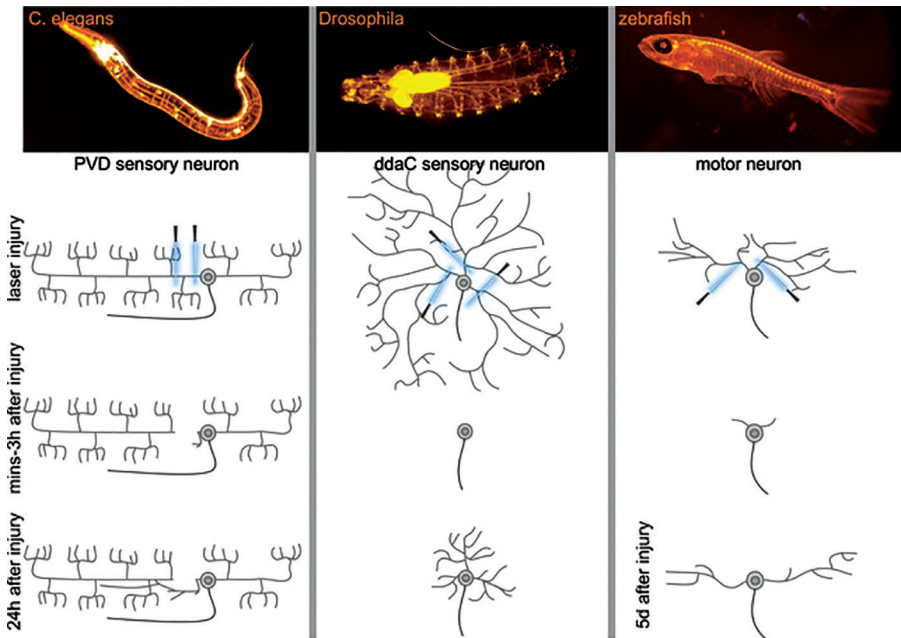 C. elegans
Drosophila
zebrafish
PVD sensory neuron
ddaC sensory neuron
motor neuron
laser injury
mins-3h after injury
24h after injury
5d after injury